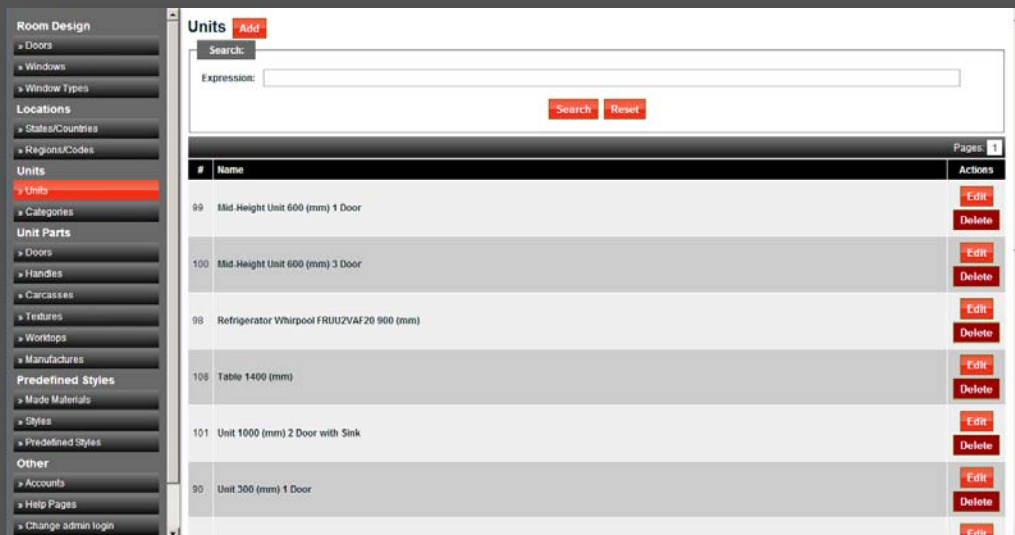 Room Design
» Doors
» Windows
» Window Types
Locations
» States/Countries
» Regions/Codes
Units
» Units
» Categories
Unit Parts
» Doors
» Handles
» Carcasses
» Textures
» Worktops
» Manufactures
Predefined Styles
» Made Materials
» Styles
» Predefined Styles
Other
» Accounts
» Help Pages
» Change admin login
Units Add
Search:
Expression:
Search Reset
Pages: 1
# Name Actions
99 Mid-Height Unit 600 (mm) 1 Door Edit Delete
100 Mid-Height Unit 600 (mm) 3 Door Edit Delete
98 Refrigerator Whirpool FRUU2VAF20 900 (mm) Edit Delete
108 Table 1400 (mm) Edit Delete
101 Unit 1000 (mm) 2 Door with Sink Edit Delete
90 Unit 300 (mm) 1 Door Edit Delete
Edit